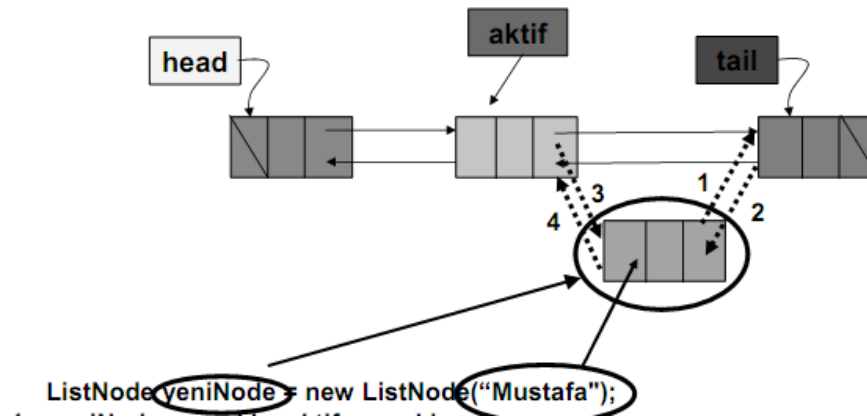 aktif
head
tail
1
3
2
4
ListNode yeniNode = new ListNode(“Mustafa");